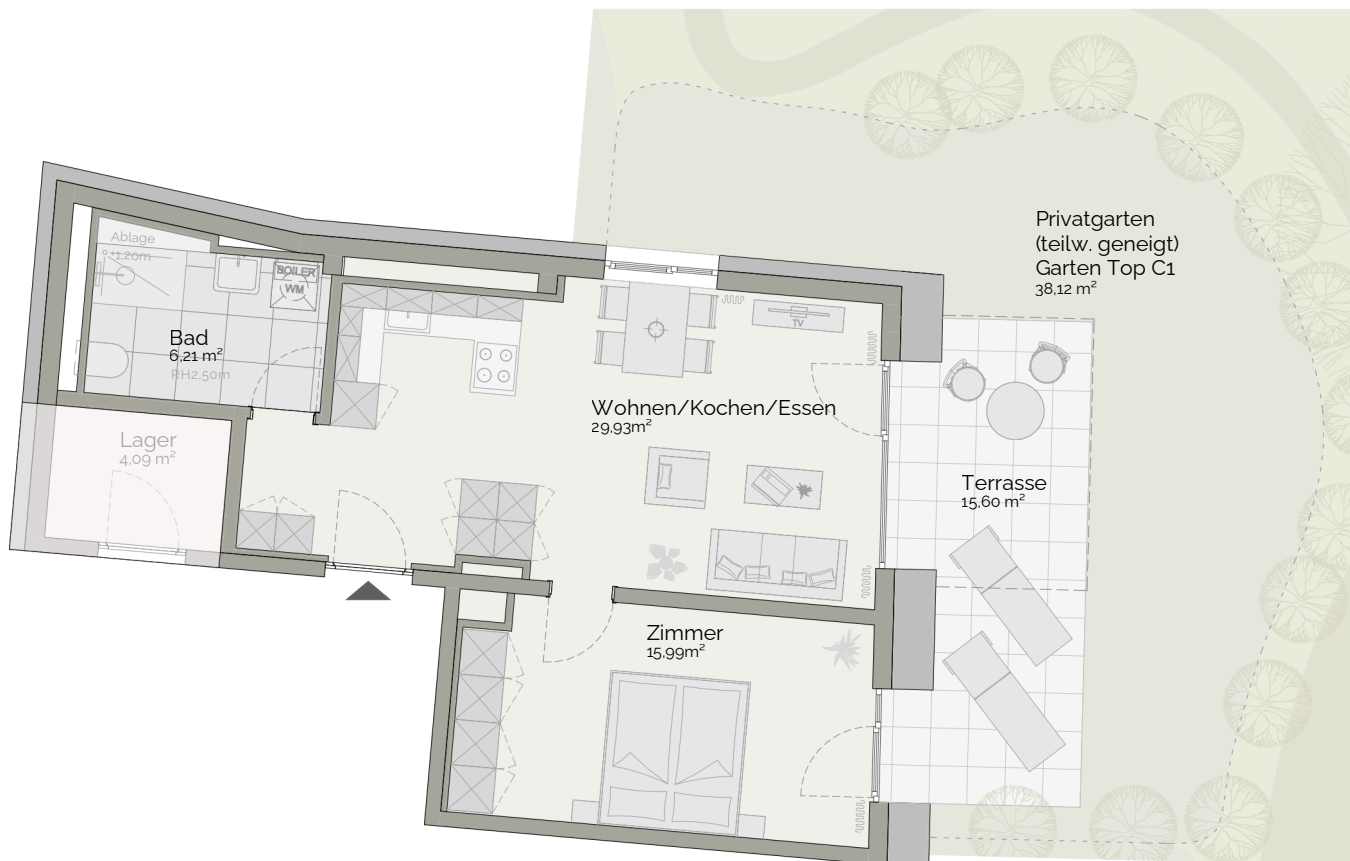 Privatgarten
(teilw. geneigt)
Garten Top C1
38,12 m²
Ablage
+1.20m
BOILER
WM
TV
Bad
6,21 m²
RH2.50m
Wohnen/Kochen/Essen
29,93m²
Lager
4,09 m²
Terrasse
15,60 m²
Zimmer
15,99m²